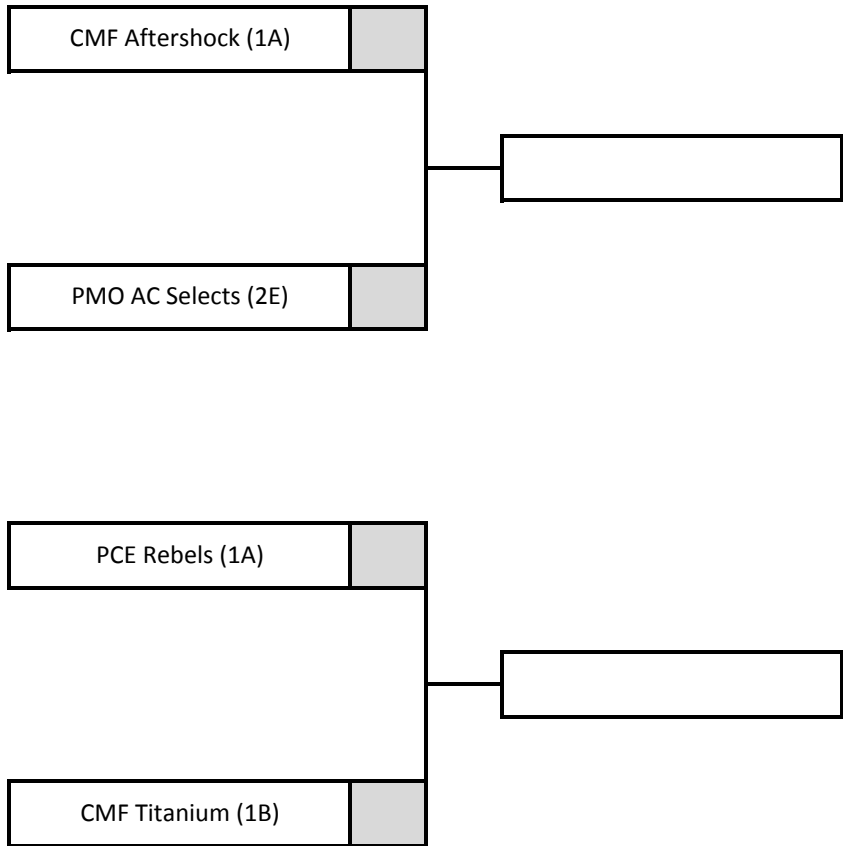 CMF Aftershock (1A)
PMO AC Selects (2E)
PCE Rebels (1A)
CMF Titanium (1B)